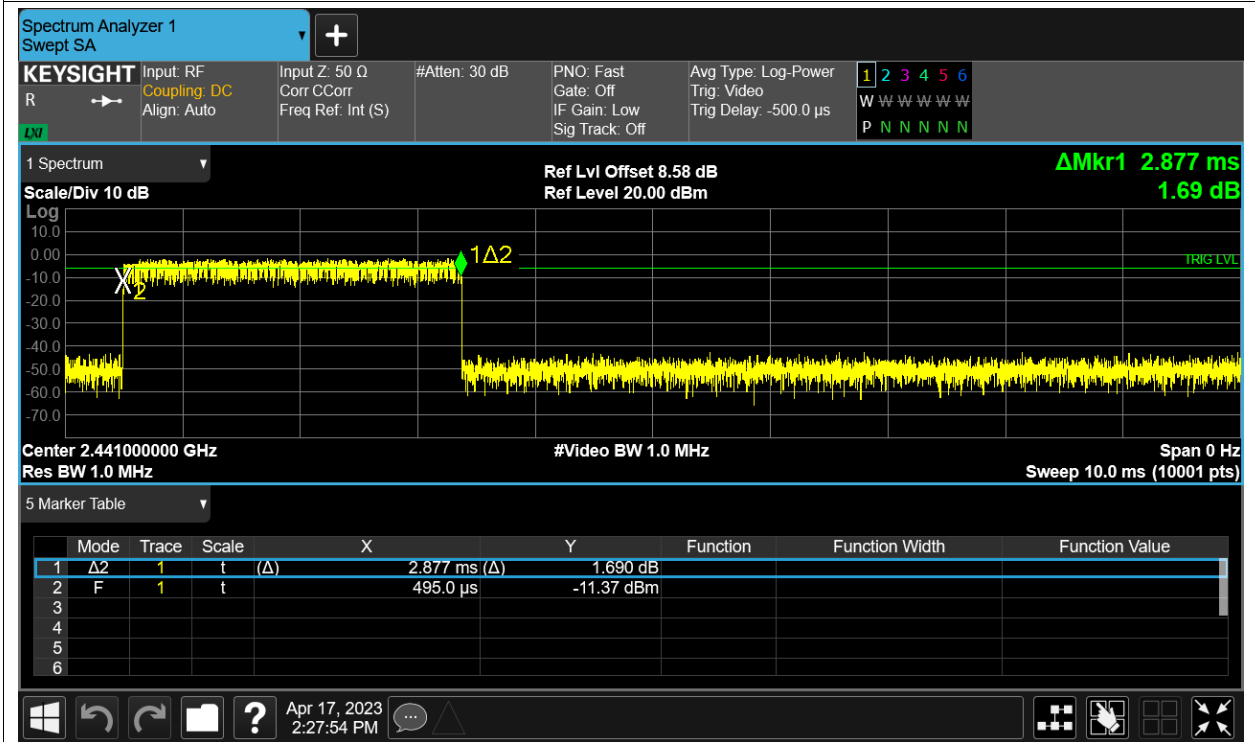 Spectrum Analyzer 1
Swept SA
KEYSIGHT
R
LXI
Input: RF
Coupling: DC
Align: Auto
Input Z: 50 Ω
Corr CCorr
Freq Ref: Int (S)
#Atten: 30 dB
PNO: Fast
Gate: Off
IF Gain: Low
Sig Track: Off
Avg Type: Log-Power
Trig: Video
Trig Delay: -500.0 µs
1 2 3 4 5 6
W W W W W W
P N N N N N
1 Spectrum
Scale/Div 10 dB
Ref Lvl Offset 8.58 dB
Ref Level 20.00 dBm
ΔMkr1 2.877 ms
1.69 dB
Log
10.0
0.00
-10.0
-20.0
-30.0
-40.0
-50.0
-60.0
-70.0
1Δ2
2
TRIG LVL
Center 2.441000000 GHz
#Video BW 1.0 MHz
Span 0 Hz
Res BW 1.0 MHz
Sweep 10.0 ms (10001 pts)
5 Marker Table
Mode Trace Scale X Y Function Function Width Function Value
1 Δ2 1 t (Δ) 2.877 ms (Δ) 1.690 dB
2 F 1 t 495.0 µs -11.37 dBm
3
4
5
6
?
Apr 17, 2023
2:27:54 PM